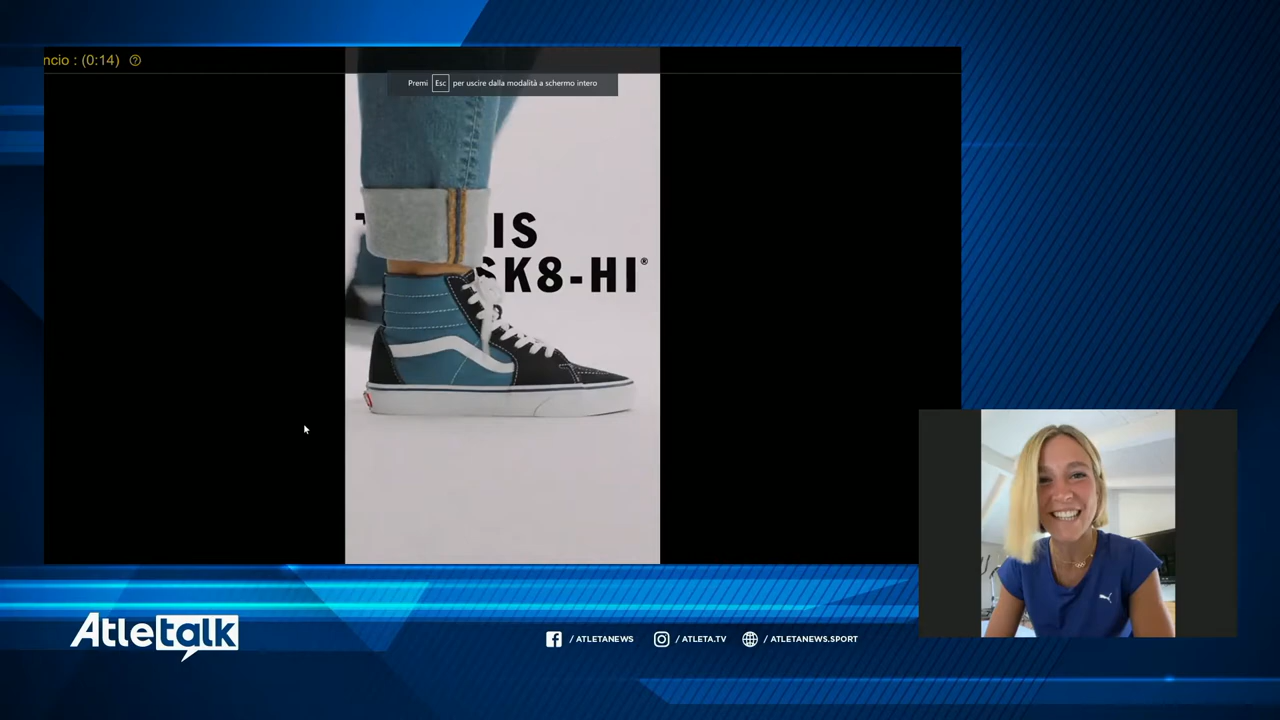 ncio : (0:14)
Premi Esc per uscire dalla modalità a schermo intero
IS
SK8-HI®
Atletalk
/ ATLETANEWS
/ ATLETA.TV
/ ATLETANEWS.SPORT